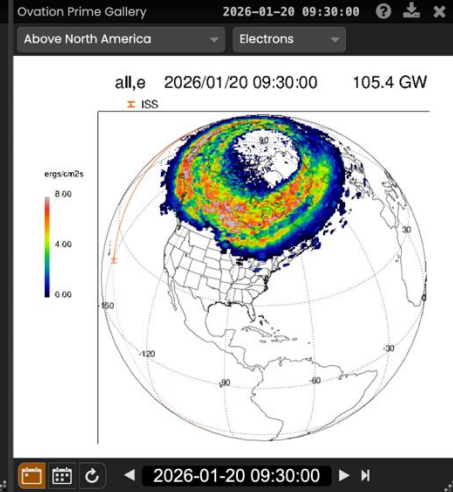 Ovation Prime Gallery 2026-01-20 09:30:00
Above North America Electrons
all,e 2026/01/20 09:30:00 105.4 GW
ISS
ergs/cm2s
8.00
4.00
0.00
80
30
-150
-120
-90
-60
-30
0
2026-01-20 09:30:00